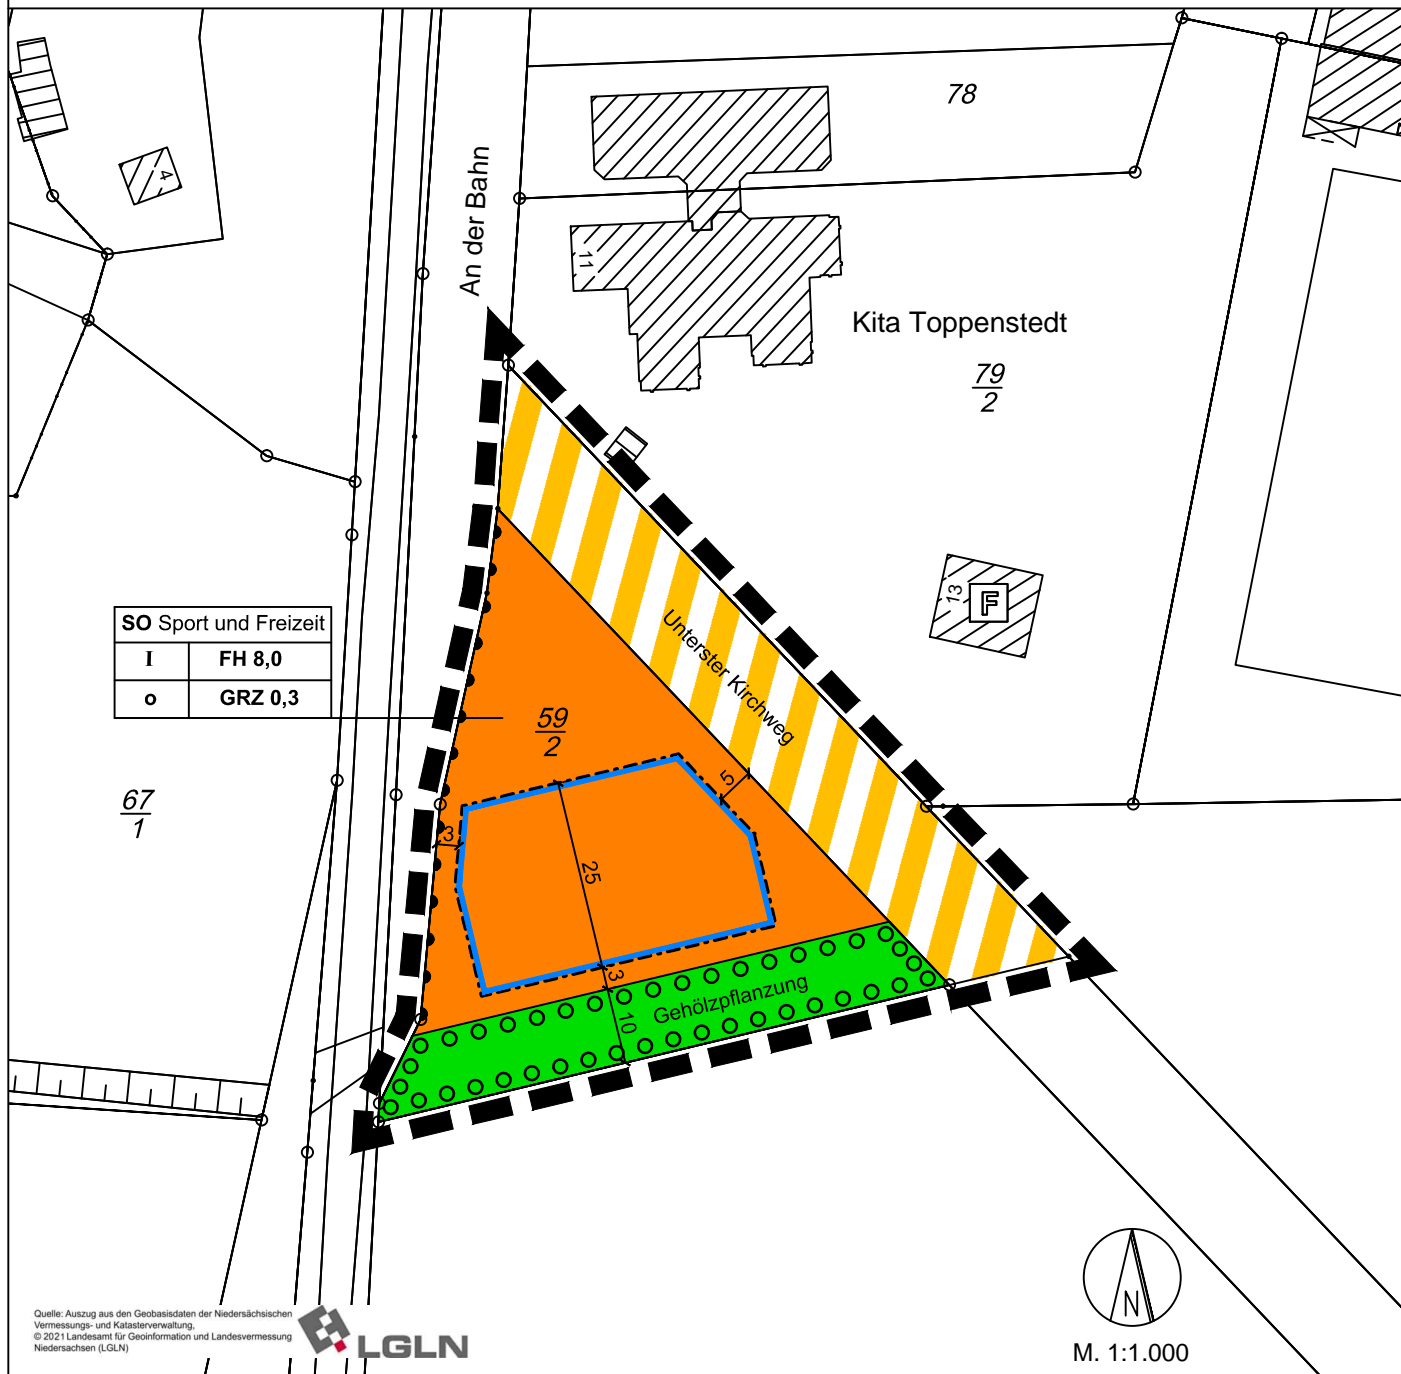 78
4
An der Bahn
11
Kita Toppenstedt
79
2
13
F
SO Sport und Freizeit
I FH 8,0
o GRZ 0,3
Unterster Kirchweg
59
2
67
1
5
3
25
3
10
Gehölzpflanzung
N
M. 1:1.000
Quelle: Auszug aus den Geobasisdaten der Niedersächsischen
Vermessungs- und Katasterverwaltung,
© 2021 Landesamt für Geoinformation und Landesvermessung
Niedersachsen (LGLN)
LGLN